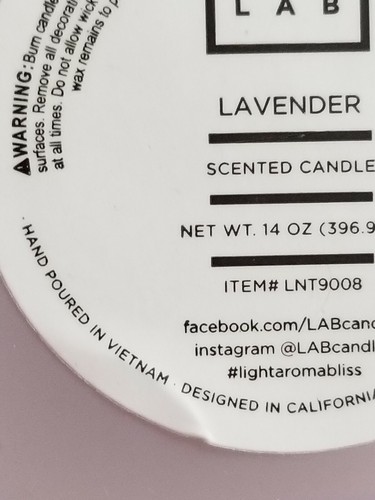 LAB
LAVENDER
SCENTED CANDLE
NET WT. 14 OZ (396.9
ITEM# LNT9008
facebook.com/LABcand
instagram @LABcandl
#lightaromabliss
· HAND POURED IN VIETNAM · DESIGNED IN CALIFORNIA
⚠WARNING: Burn candle
surfaces. Remove all decorati
at all times. Do not allow wick
wax remains to